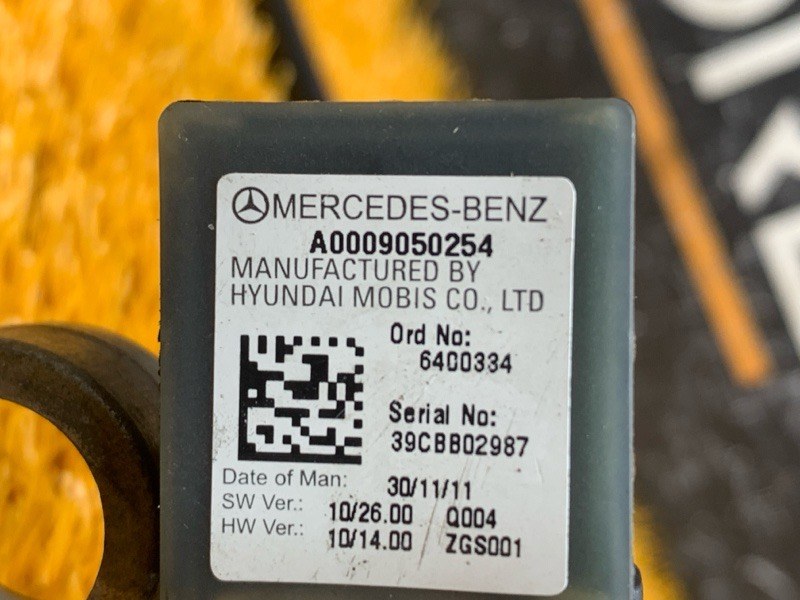 MERCEDES-BENZ
A0009050254
MANUFACTURED BY
HYUNDAI MOBIS CO., LTD
Ord No:
6400334
Serial No:
39CBB02987
Date of Man: 30/11/11
SW Ver.: 10/26.00 Q004
HW Ver.: 10/14.00 ZGS001